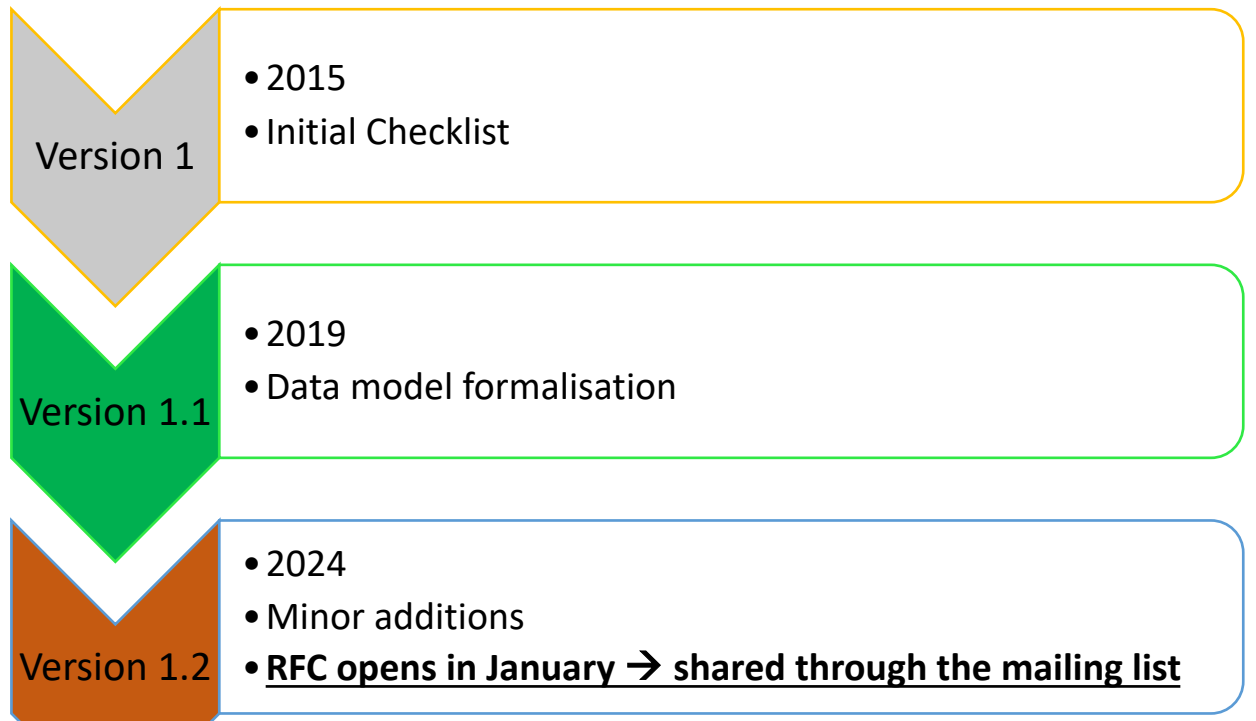 Version 1
• 2015
• Initial Checklist
Version 1.1
• 2019
• Data model formalisation
Version 1.2
• 2024
• Minor additions
• RFC opens in January → shared through the mailing list